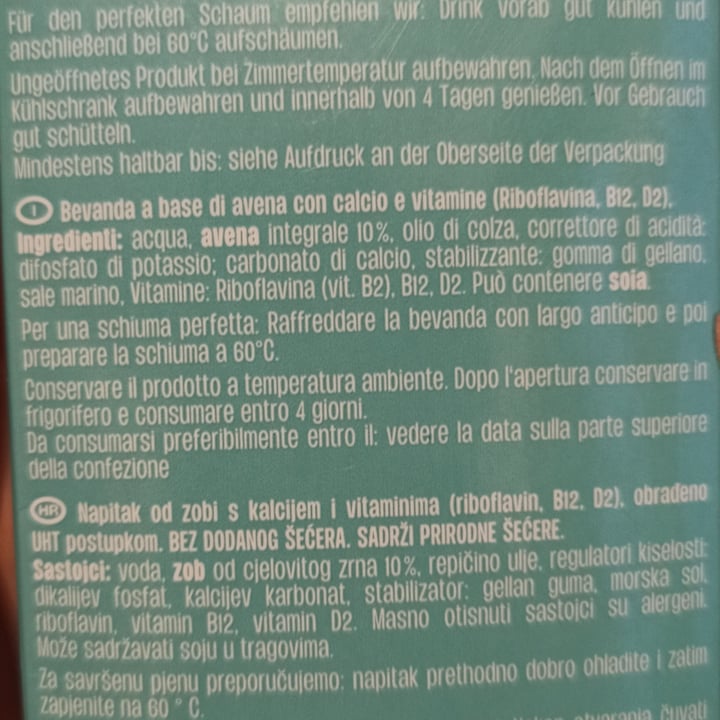 Für den perfekten Schaum empfehlen wir: Drink vorab gut kühlen und
anschließend bei 60°C aufschäumen.
Ungeöffnetes Produkt bei Zimmertemperatur aufbewahren. Nach dem Öffnen im
Kühlschrank aufbewahren und innerhalb von 4 Tagen genießen. Vor Gebrauch
gut schütteln.
Mindestens haltbar bis: siehe Aufdruck an der Oberseite der Verpackung
I Bevanda a base di avena con calcio e vitamine (Riboflavina, B12, D2).
Ingredienti: acqua, avena integrale 10%, olio di colza, correttore di acidità:
difosfato di potassio; carbonato di calcio, stabilizzante: gomma di gellano,
sale marino, Vitamine: Riboflavina (vit. B2), B12, D2. Può contenere soia.
Per una schiuma perfetta: Raffreddare la bevanda con largo anticipo e poi
preparare la schiuma a 60°C.
Conservare il prodotto a temperatura ambiente. Dopo l'apertura conservare in
frigorifero e consumare entro 4 giorni.
Da consumarsi preferibilmente entro il: vedere la data sulla parte superiore
della confezione
HR Napitak od zobi s kalcijem i vitaminima (riboflavin, B12, D2), obrađeno
UHT postupkom. BEZ DODANOG ŠEĆERA. SADRŽI PRIRODNE ŠEĆERE.
Sastojci: voda, zob od cjelovitog zrna 10%, repičino ulje, regulatori kiselosti:
dikalijev fosfat, kalcijev karbonat, stabilizator: gellan guma, morska sol,
riboflavin, vitamin B12, vitamin D2. Masno otisnuti sastojci su alergeni.
Može sadržavati soju u tragovima.
Za savršenu pjenu preporučujemo: napitak prethodno dobro ohladite i zatim
zapjenite na 60 ° C.
čuvati